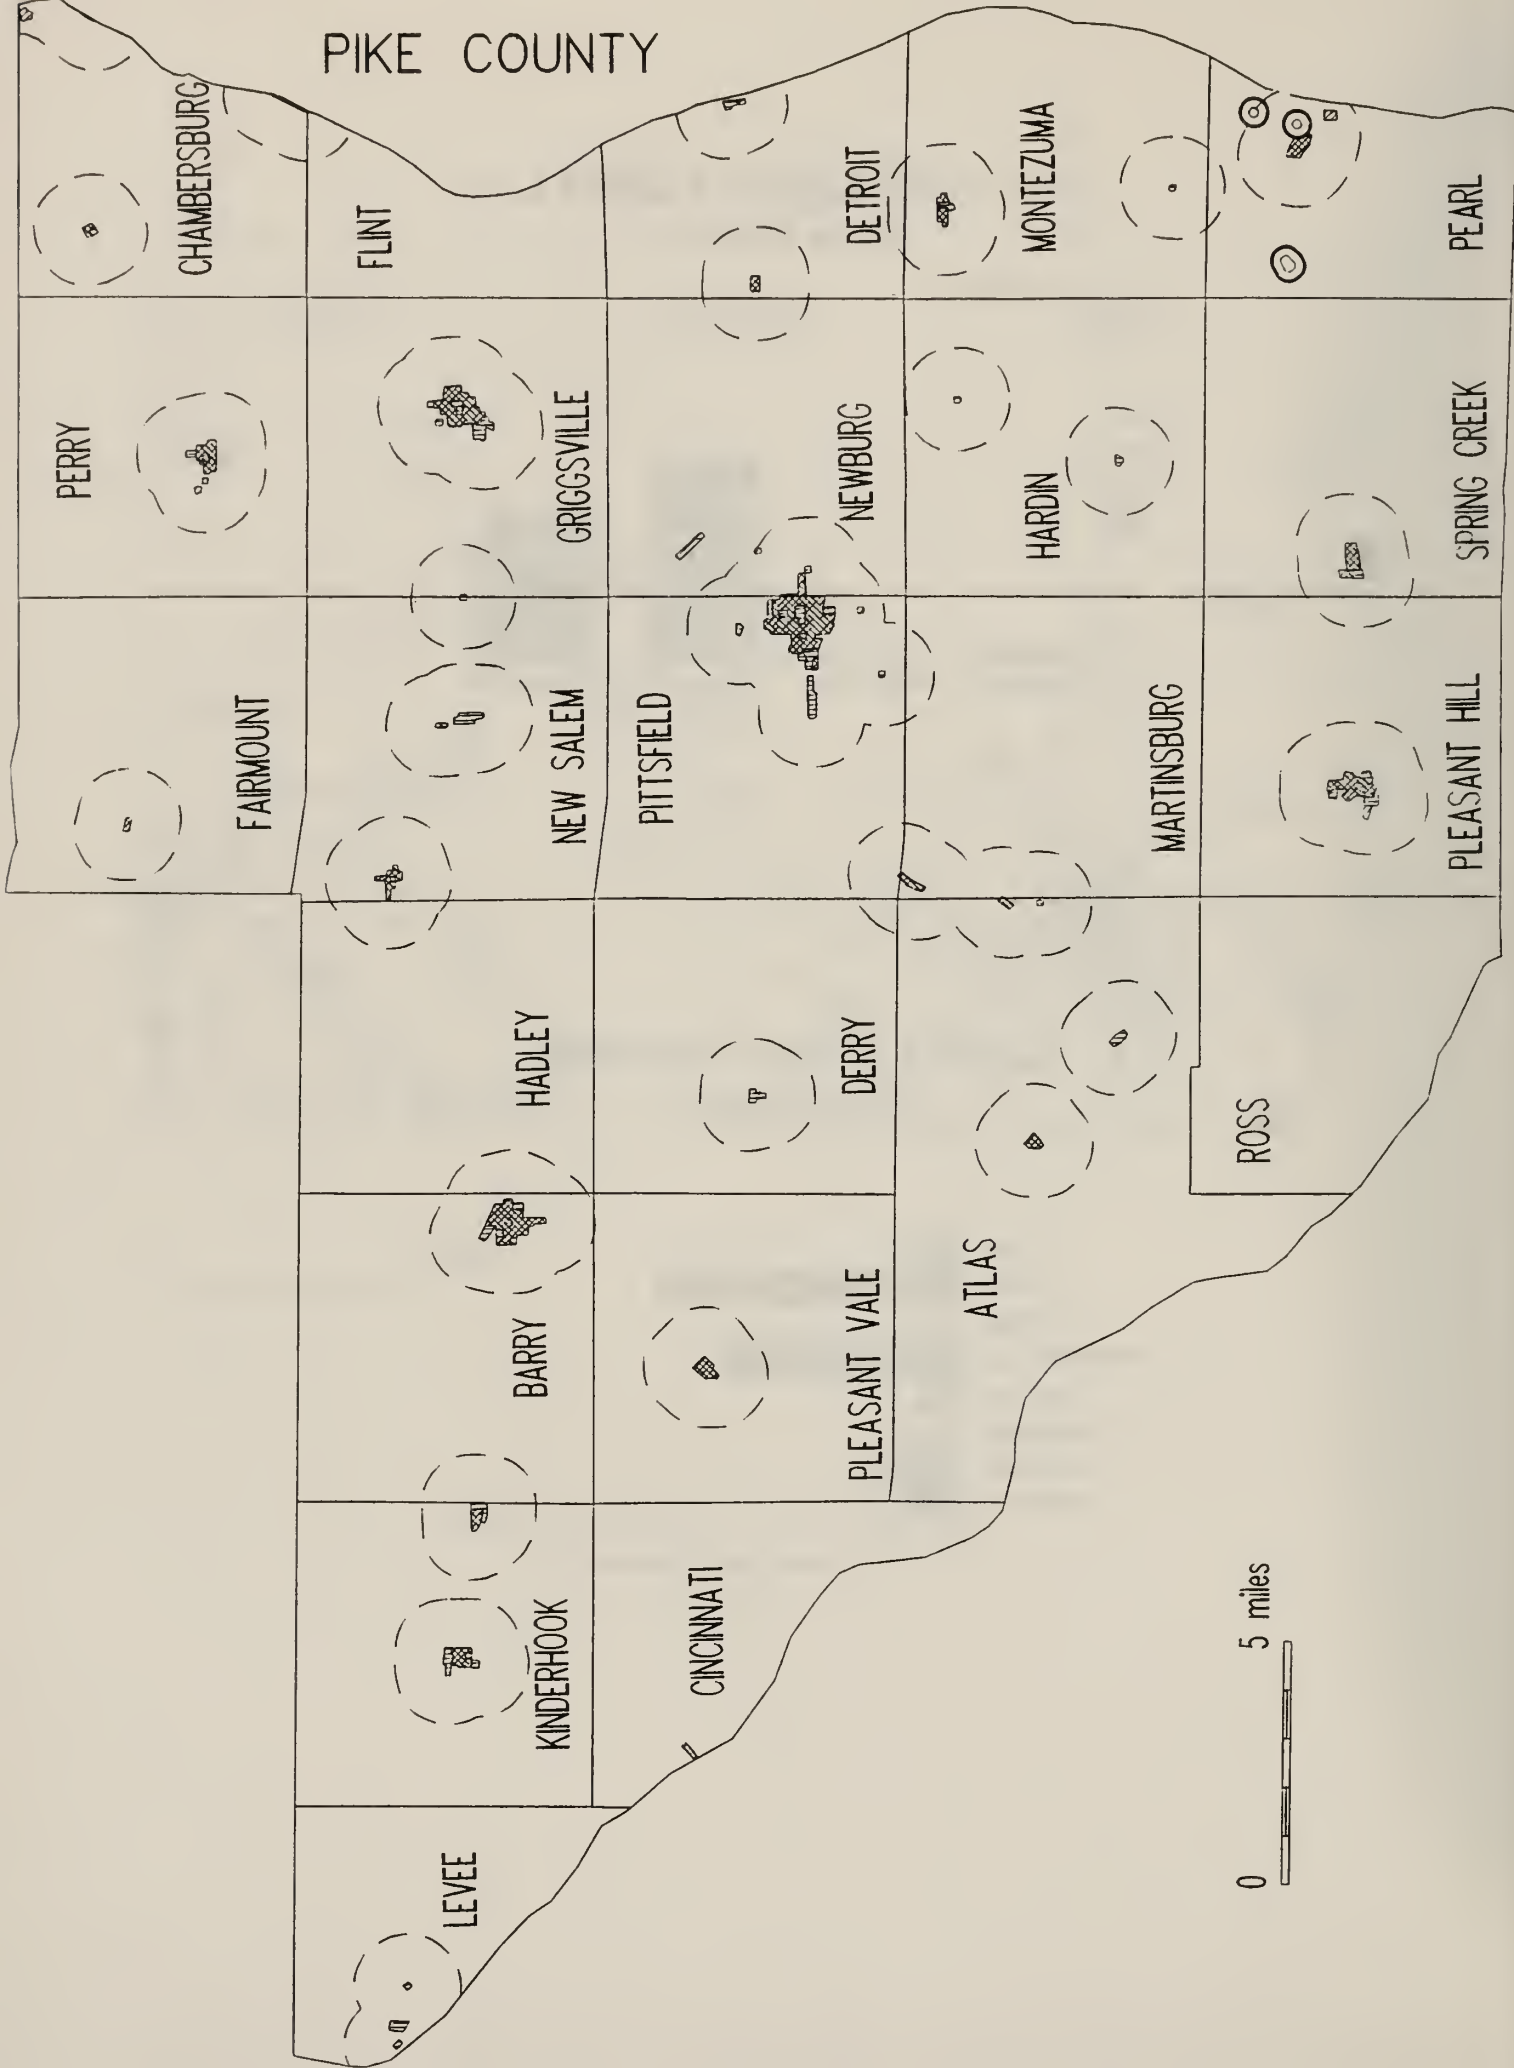 PIKE COUNTY
CHAMBERSBURG
FLINT
DETROIT
MONTEZUMA
PEARL
PERRY
GRIGGSVILLE
NEWBURG
HARDIN
SPRING CREEK
FAIRMOUNT
NEW SALEM
PITTSFIELD
MARTINSBURG
PLEASANT HILL
HADLEY
DERRY
ROSS
BARRY
PLEASANT VALE
ATLAS
KINDERHOOK
CINCINNATI
LEVEE
0 5 miles